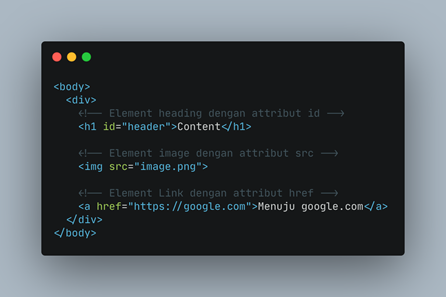 <body>
<div>
<!-- Element heading dengan attribut id -->
<h1 id="header">Content</h1>
<!-- Element image dengan attribut src -->
<img src="image.png">
<!-- Element Link dengan attribut href -->
<a href="https://google.com">Menuju google.com</a>
</div>
</body>